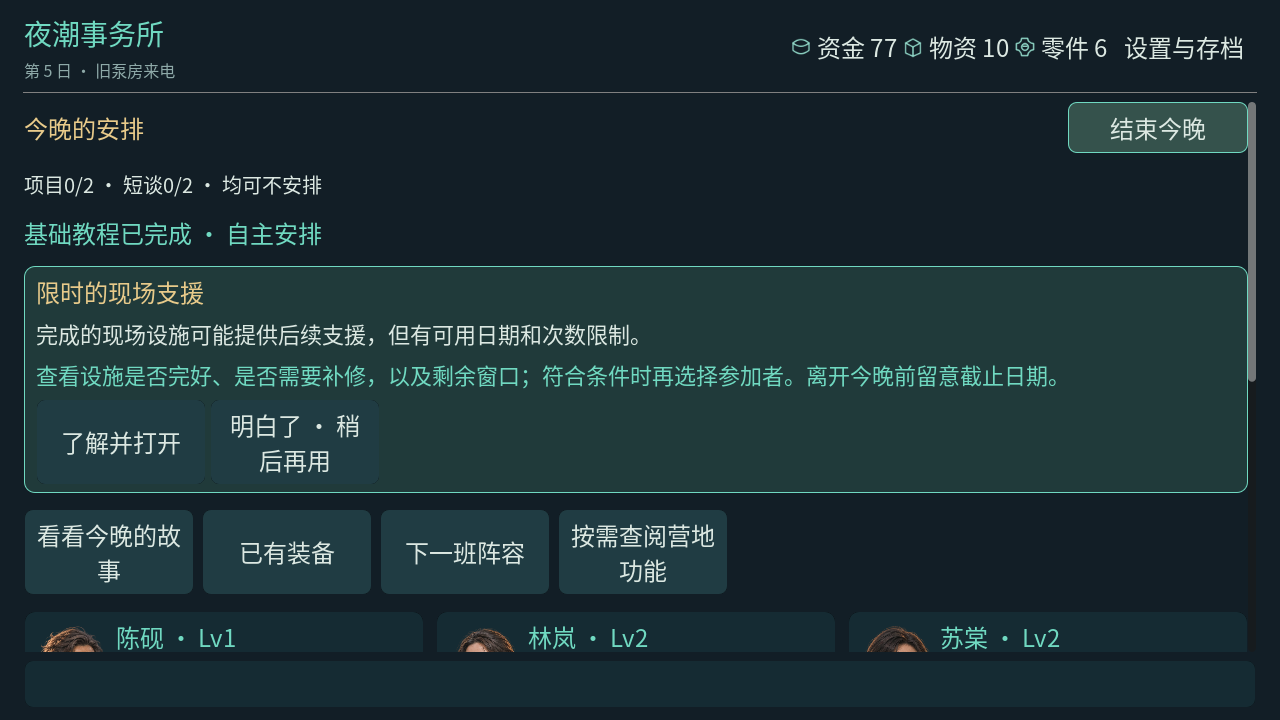 夜潮事务所
第 5 日 · 旧泵房来电
资金 77 物资 10 零件 6 设置与存档
今晚的安排
结束今晚
项目0/2 · 短谈0/2 · 均可不安排
基础教程已完成 · 自主安排
限时的现场支援
完成的现场设施可能提供后续支援，但有可用日期和次数限制。
查看设施是否完好、是否需要补修，以及剩余窗口；符合条件时再选择参加者。离开今晚前留意截止日期。
了解并打开
明白了 · 稍
后再用
看看今晚的故
事
已有装备
下一班阵容
按需查阅营地
功能
陈砚 · Lv1
林岚 · Lv2
苏棠 · Lv2